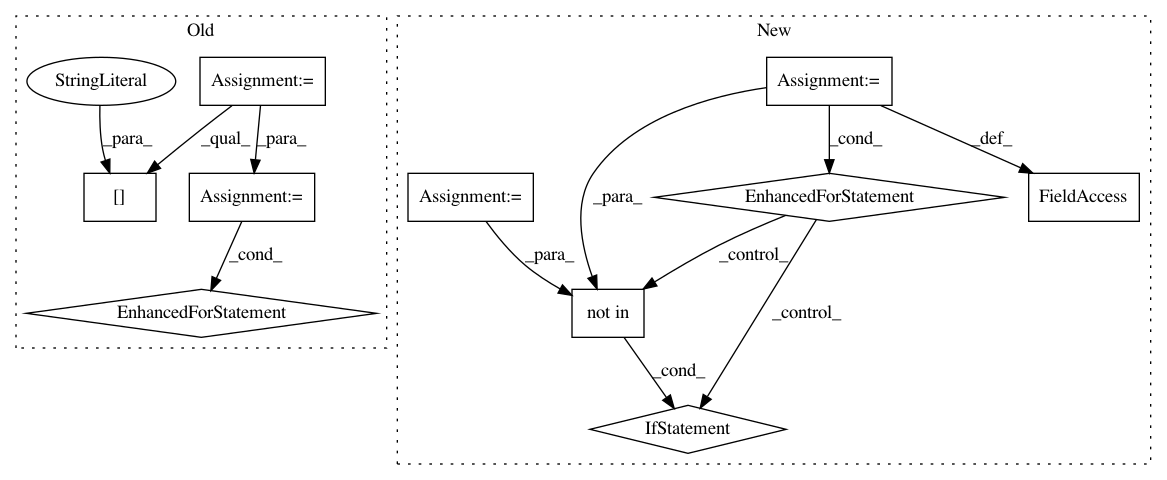 Old
New
StringLiteral
Assignment:=
Assignment:=
_para_
_qual_
_para_
_cond_
_def_
[]
Assignment:=
Assignment:=
EnhancedForStatement
FieldAccess
_para_
_cond_
_para_
_control_
EnhancedForStatement
not in
_control_
_cond_
IfStatement